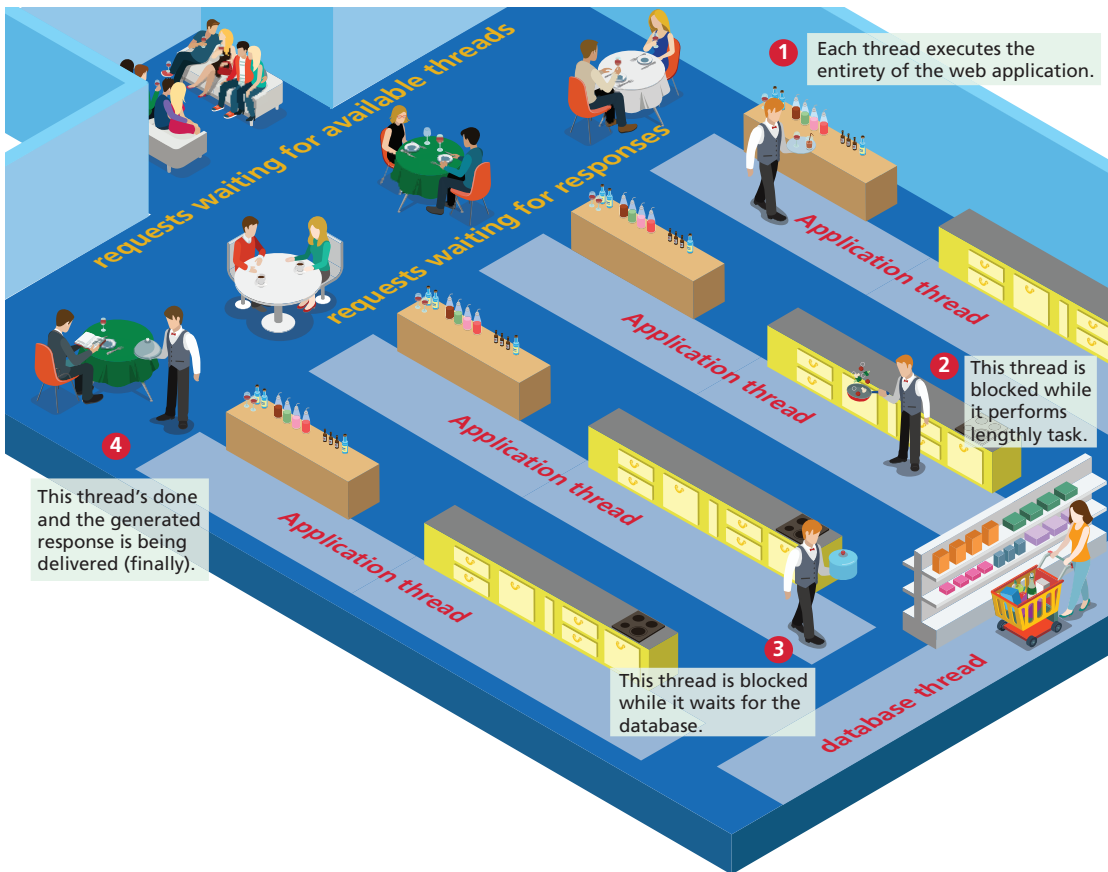 requests waiting for available threads
requests waiting for responses
1
Each thread executes the
entirety of the web application.
Application thread
Application thread
Application thread
Application thread
2
This thread is
blocked while
it performs
lengthly task.
3
This thread is blocked
while it waits for the
database.
database thread
4
This thread's done
and the generated
response is being
delivered (finally).